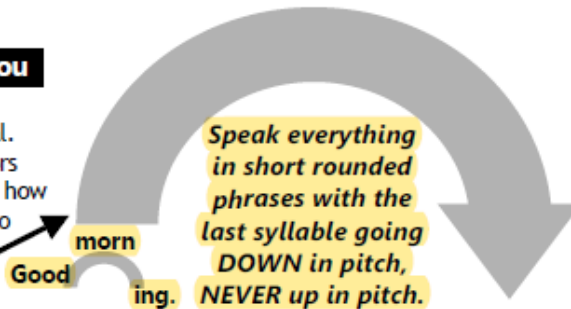 ou
l.
rs
how
o
Good
morn
ing.
Speak everything
in short rounded
phrases with the
last syllable going
DOWN in pitch,
NEVER up in pitch.